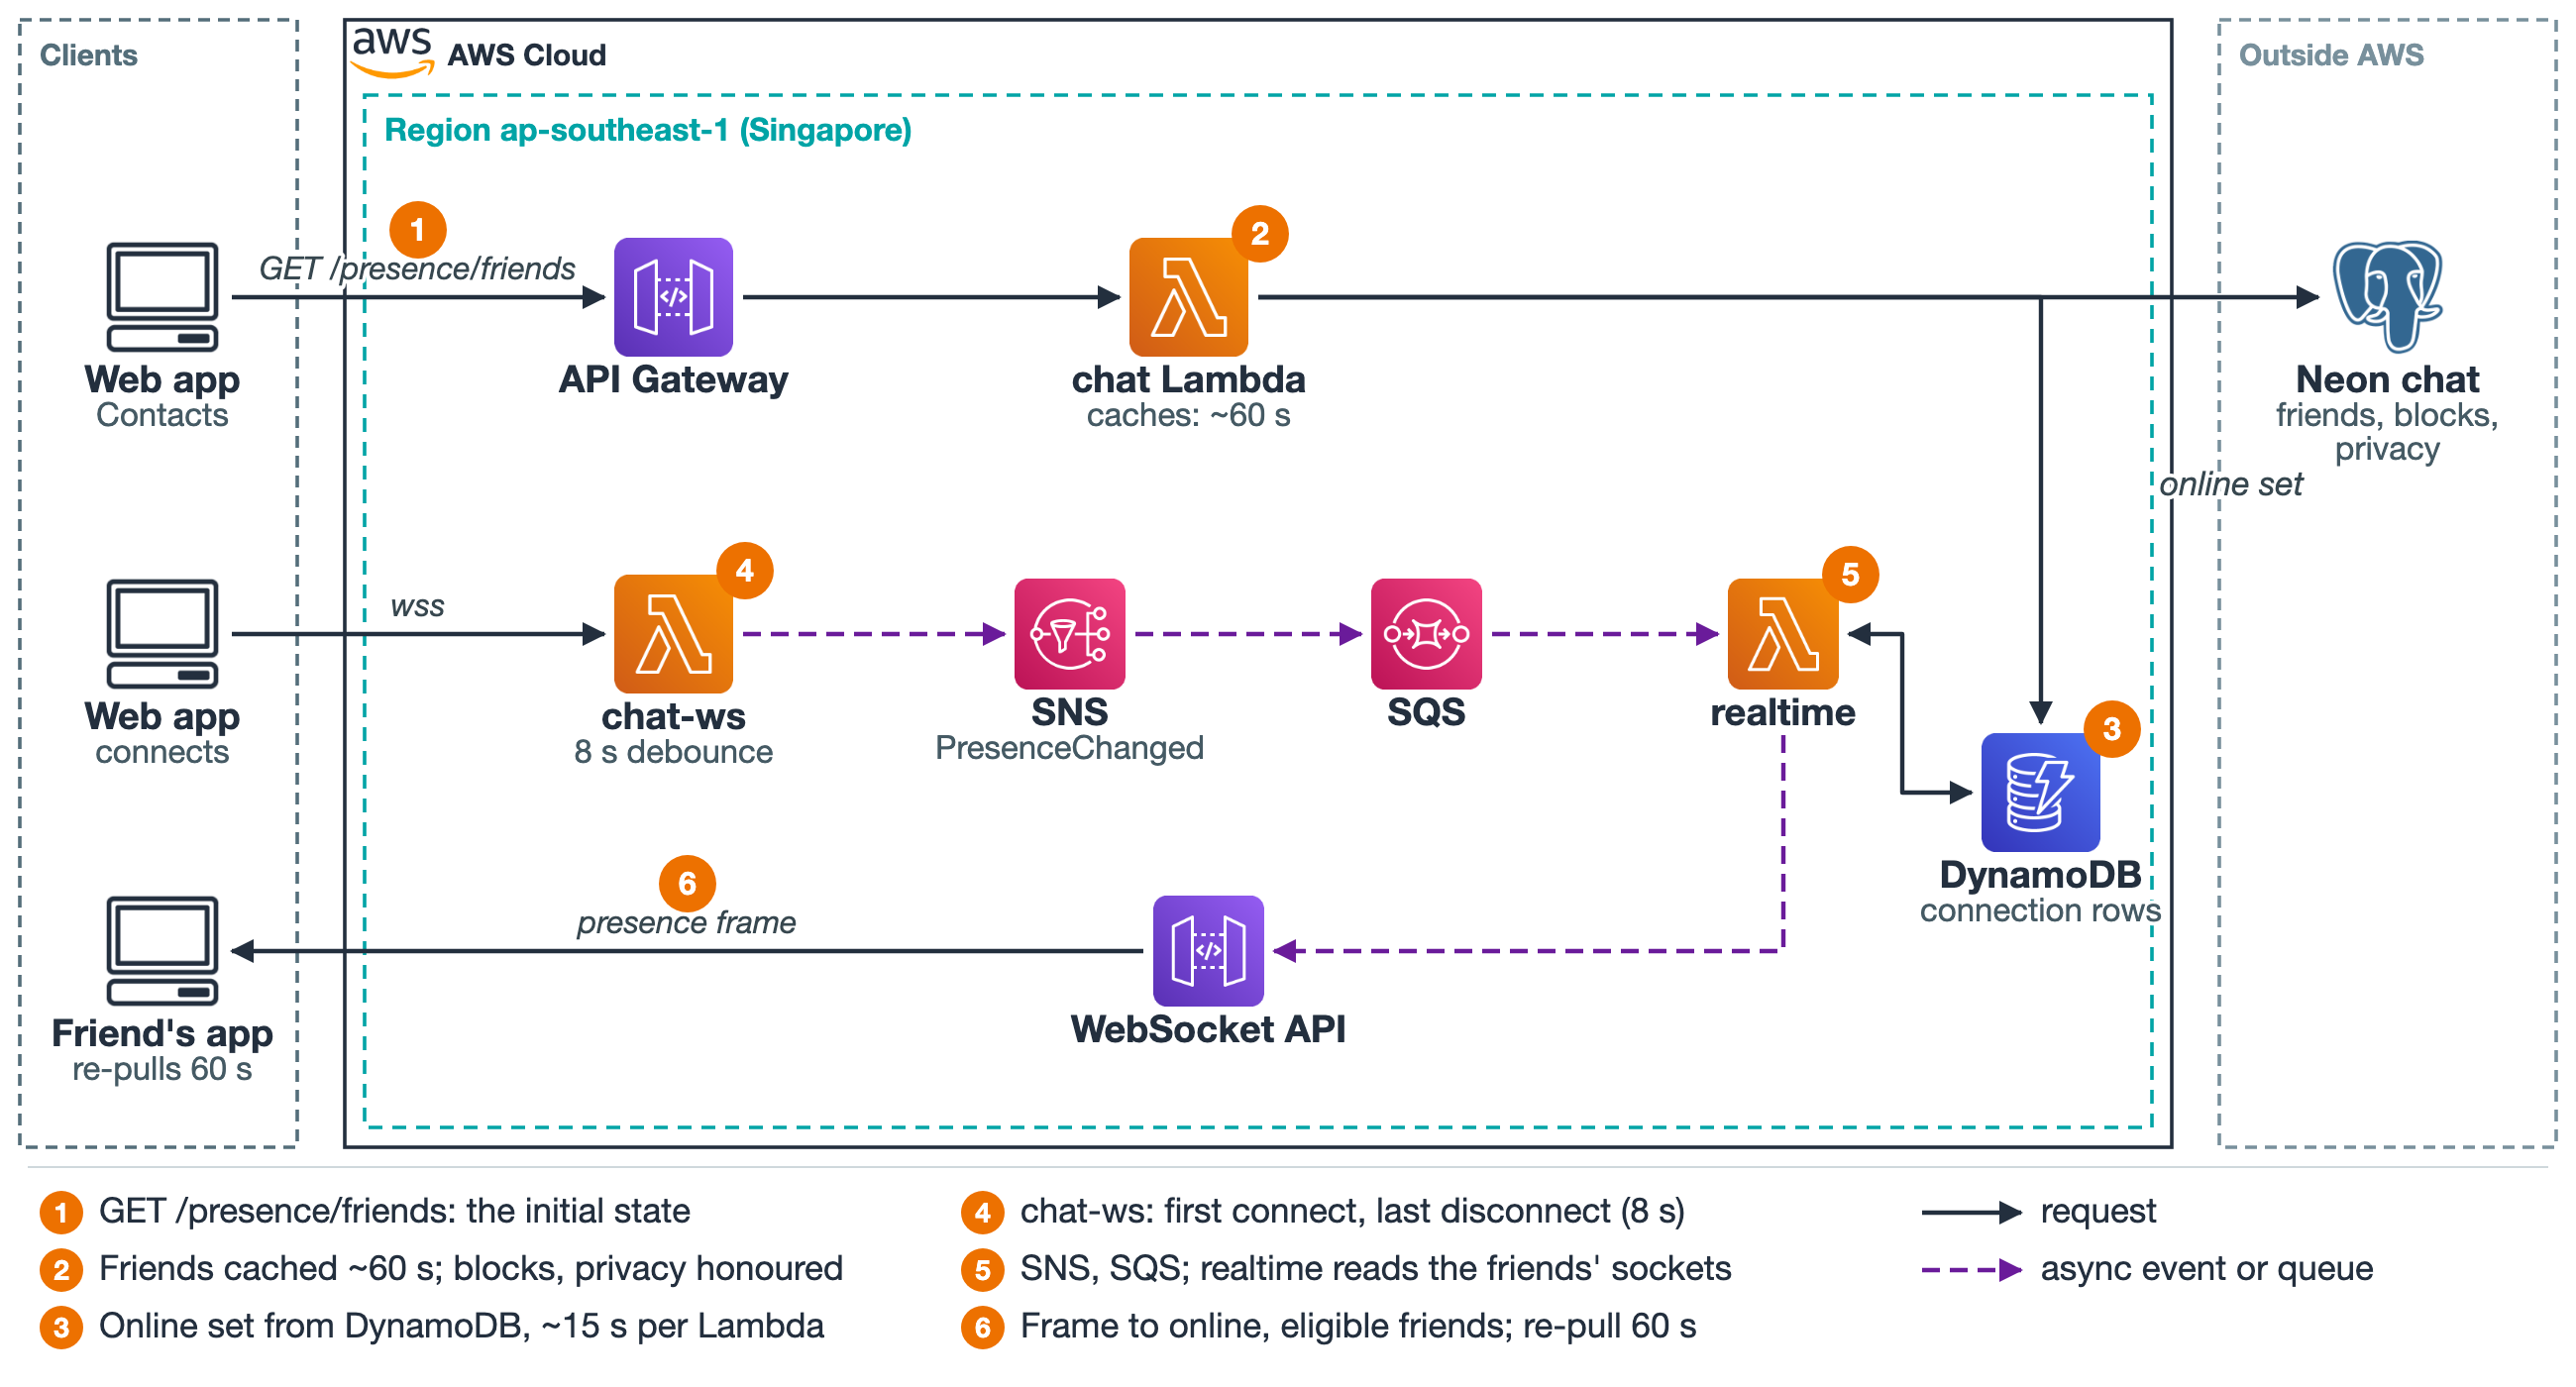 Clients
aws
AWS Cloud
Outside AWS
Region ap-southeast-1 (Singapore)
1
2
GET /presence/friends
</>
Web app
Contacts
API Gateway
chat Lambda
caches: ~60 s
Neon chat
friends, blocks,
privacy
online set
4
5
wss
Web app
connects
chat-ws
8 s debounce
SNS
PresenceChanged
SQS
realtime
3
DynamoDB
connection rows
6
presence frame
</>
Friend's app
re-pulls 60 s
WebSocket API
1 GET /presence/friends: the initial state
2 Friends cached ~60 s; blocks, privacy honoured
3 Online set from DynamoDB, ~15 s per Lambda
4 chat-ws: first connect, last disconnect (8 s)
5 SNS, SQS; realtime reads the friends' sockets
6 Frame to online, eligible friends; re-pull 60 s
request
async event or queue